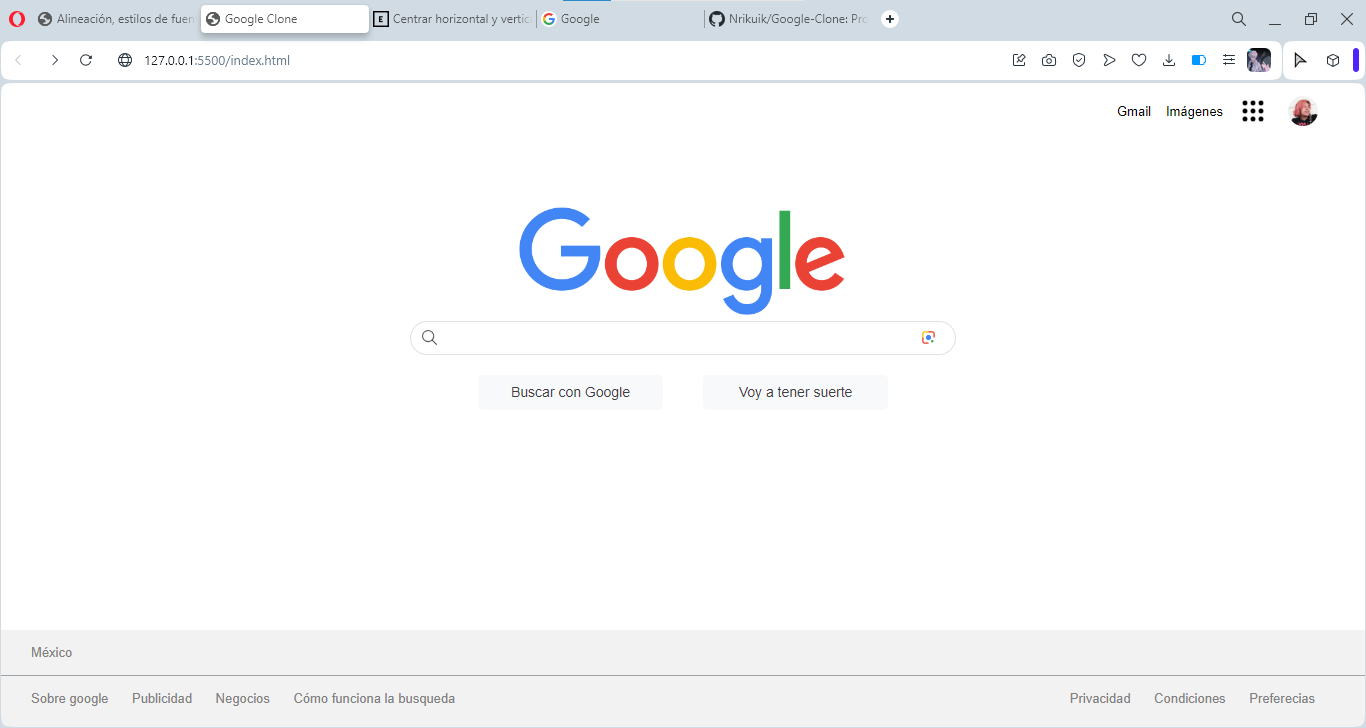 Alineación, estilos de fuen
Google Clone
Centrar horizontal y vertic
Google
Nrikuik/Google-Clone: Pro
127.0.0.1:5500/index.html
Gmail
Imágenes
Google
Buscar con Google
Voy a tener suerte
México
Sobre google
Publicidad
Negocios
Cómo funciona la busqueda
Privacidad
Condiciones
Preferecias